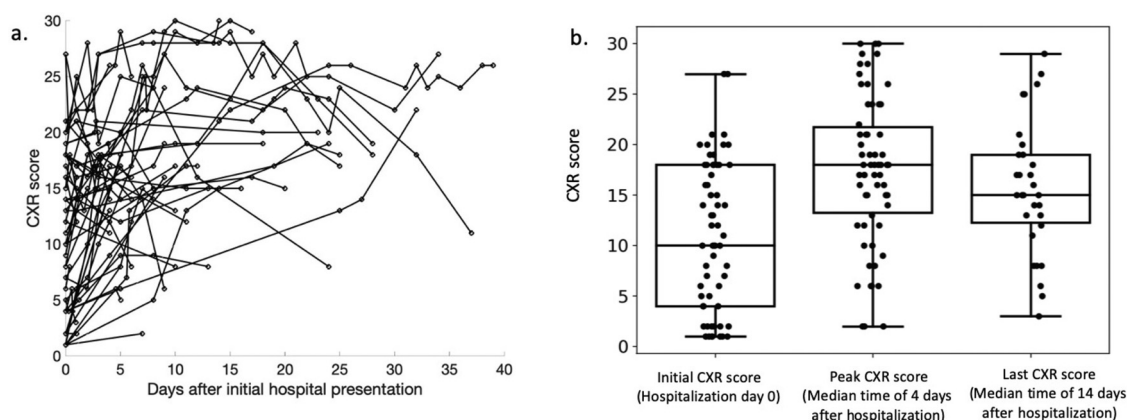 a.
30
25
20
15
10
5
0
CXR score
0 5 10 15 20 25 30 35 40
Days after initial hospital presentation
b.
30
25
20
15
10
5
0
CXR score
Initial CXR score
(Hospitalization day 0)
Peak CXR score
(Median time of 4 days
after hospitalization)
Last CXR score
(Median time of 14 days
after hospitalization)